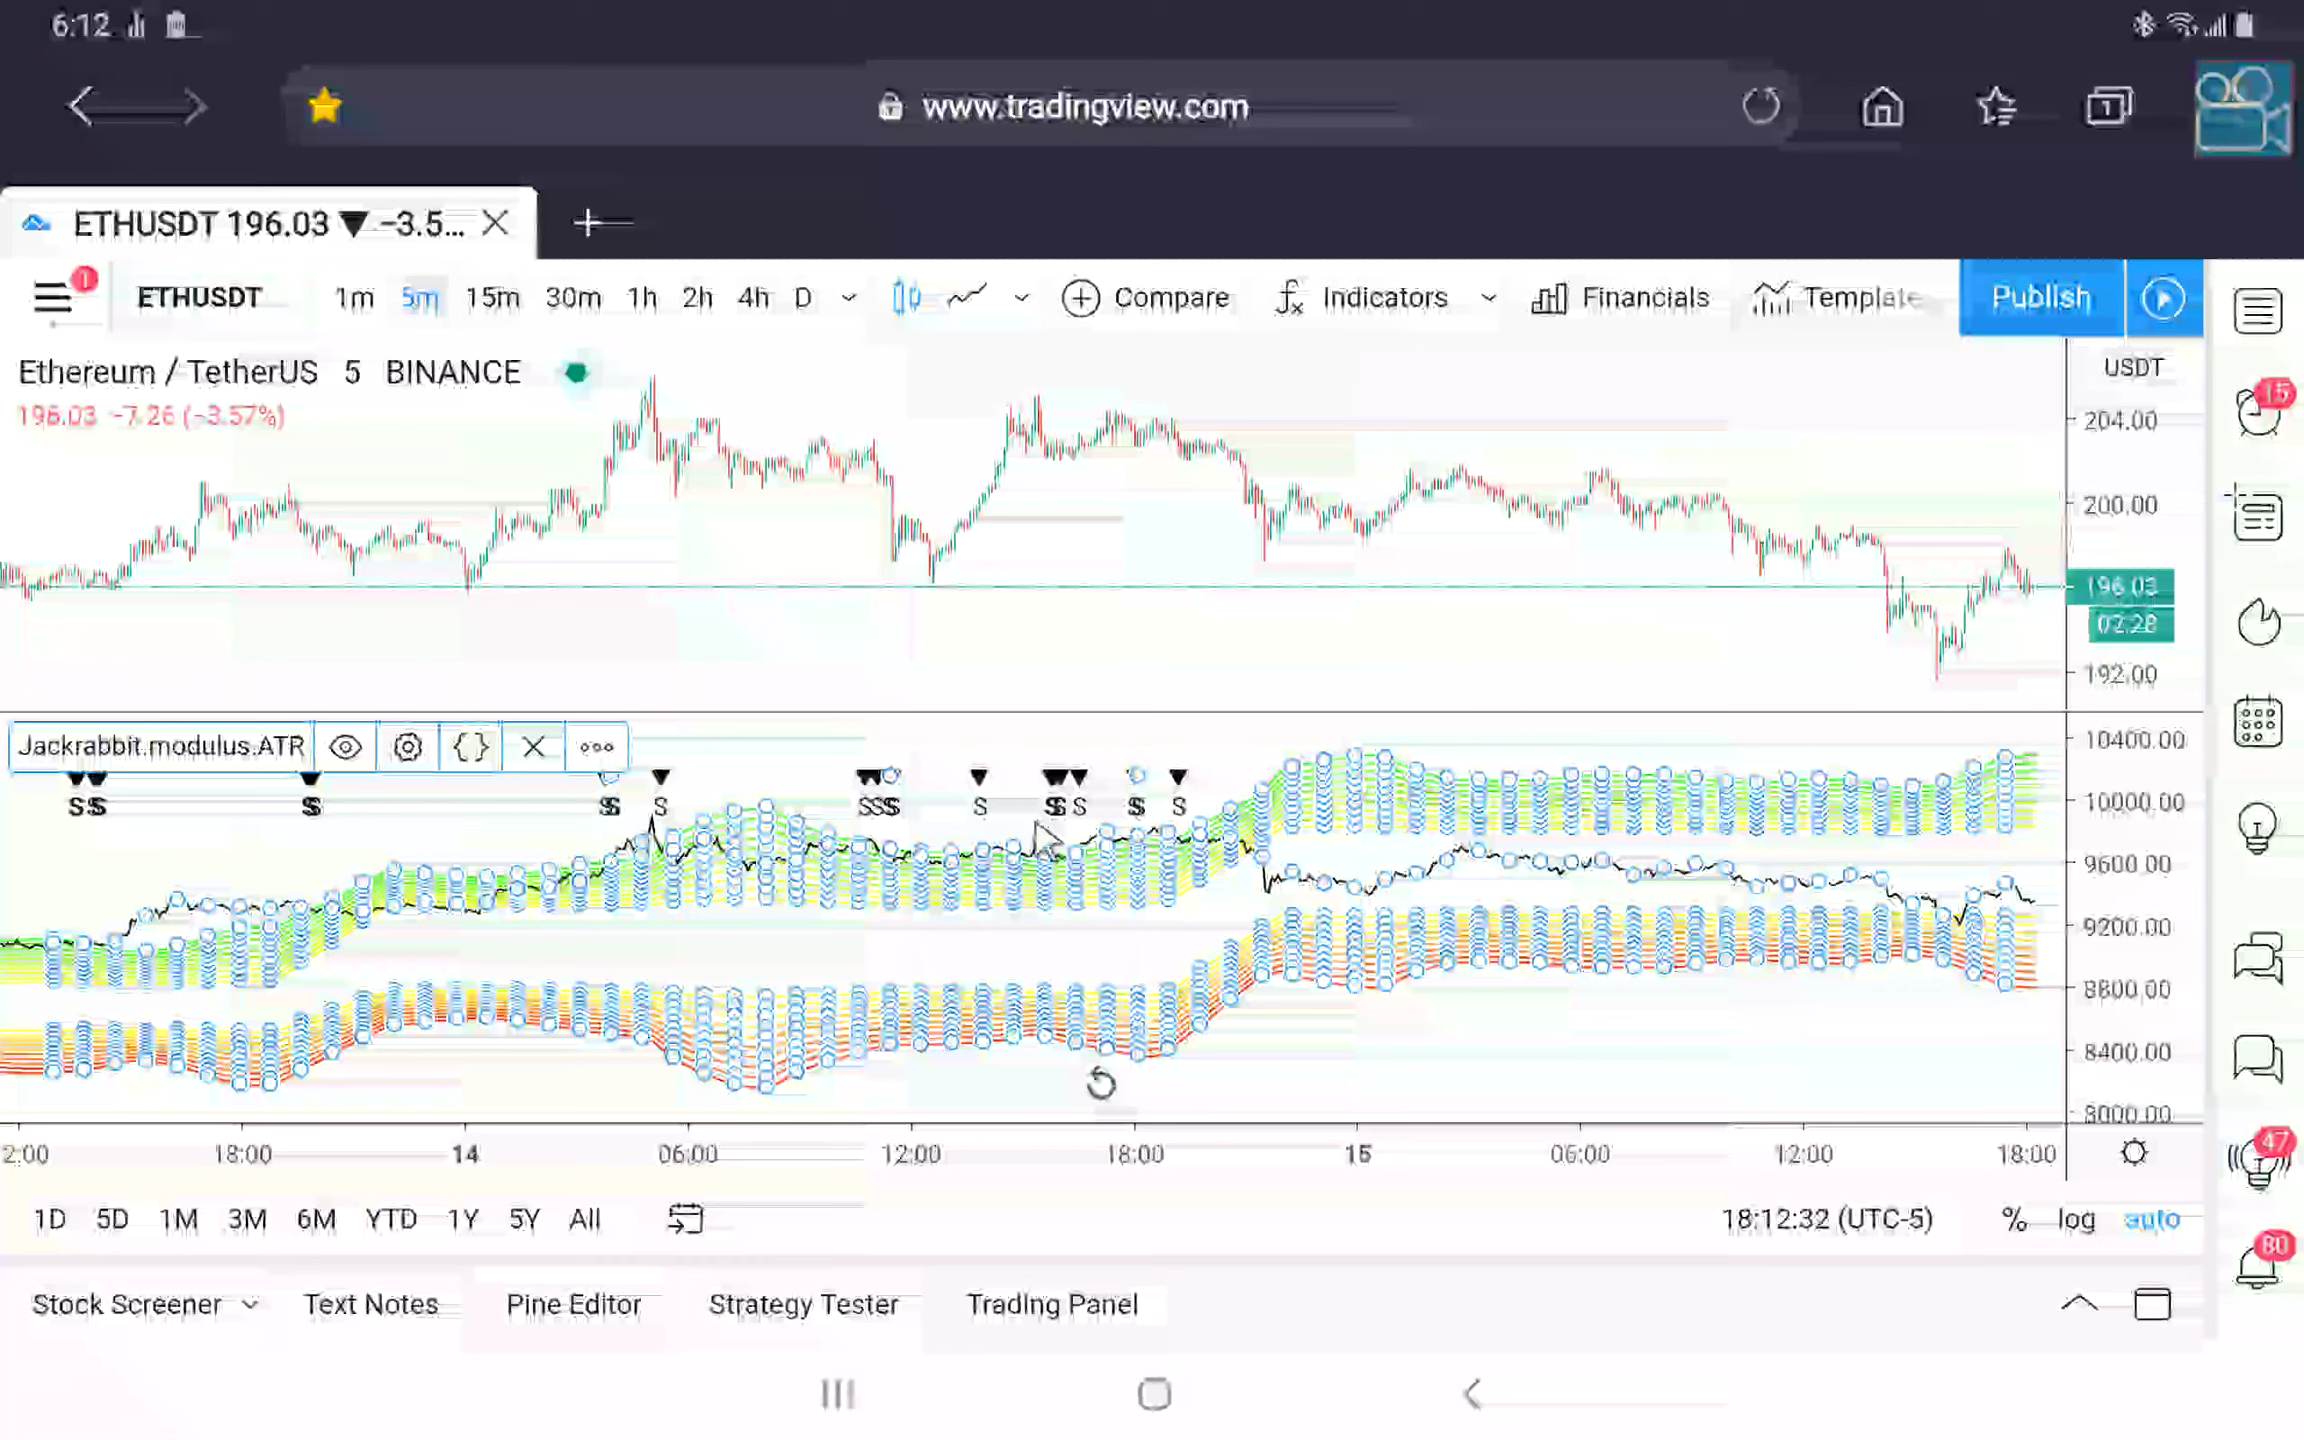 6:12
www.tradingview.com
1
ETHUSDT 196.03 ▼ −3.5...
1
ETHUSDT 1m 5m 15m 30m 1h 2h 4h D Compare Indicators Financials Template Publish
Ethereum / TetherUS 5 BINANCE
196.03 −7.26 (−3.57%)
USDT
204.00
200.00
196.03
02:28
192.00
15
Jackrabbit.modulus.ATR
S S S S S S S S S S S S S
10400.00
10000.00
9600.00
9200.00
8800.00
8400.00
8000.00
2:00 18:00 14 06:00 12:00 18:00 15 06:00 12:00 18:00
47
1D 5D 1M 3M 6M YTD 1Y 5Y All 18:12:32 (UTC-5) % log auto
80
Stock Screener Text Notes Pine Editor Strategy Tester Trading Panel